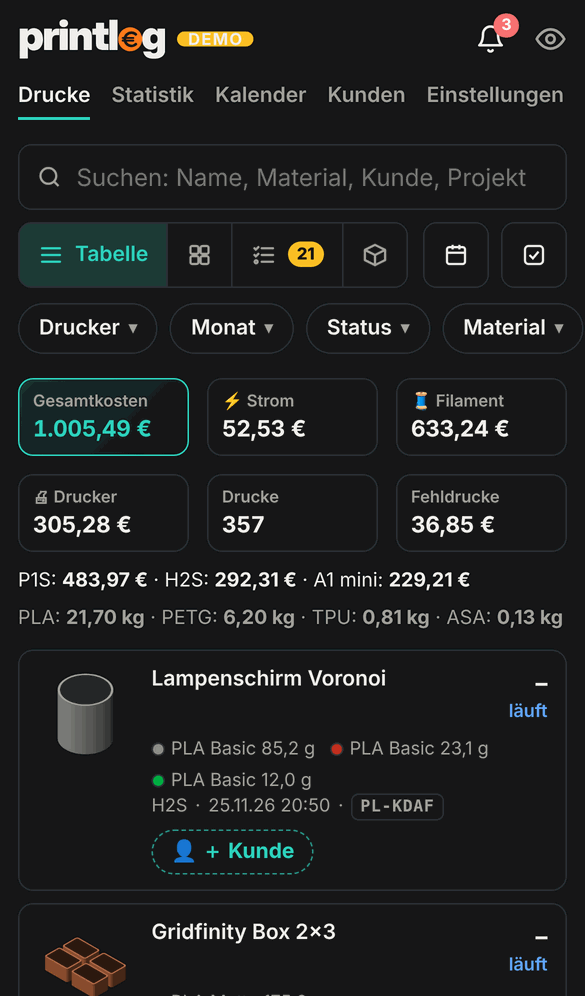 printlog DEMO 3
Drucke Statistik Kalender Kunden Einstellungen
Suchen: Name, Material, Kunde, Projekt
Tabelle 21
Drucker ▾ Monat ▾ Status ▾ Material ▾
Gesamtkosten
1.005,49 €
⚡ Strom
52,53 €
🧵 Filament
633,24 €
🖨 Drucker
305,28 €
Drucke
357
Fehldrucke
36,85 €
P1S: 483,97 € · H2S: 292,31 € · A1 mini: 229,21 €
PLA: 21,70 kg · PETG: 6,20 kg · TPU: 0,81 kg · ASA: 0,13 kg
Lampenschirm Voronoi –
läuft
PLA Basic 85,2 g PLA Basic 23,1 g
PLA Basic 12,0 g
H2S · 25.11.26 20:50 · PL-KDAF
👤 + Kunde
Gridfinity Box 2×3 –
läuft